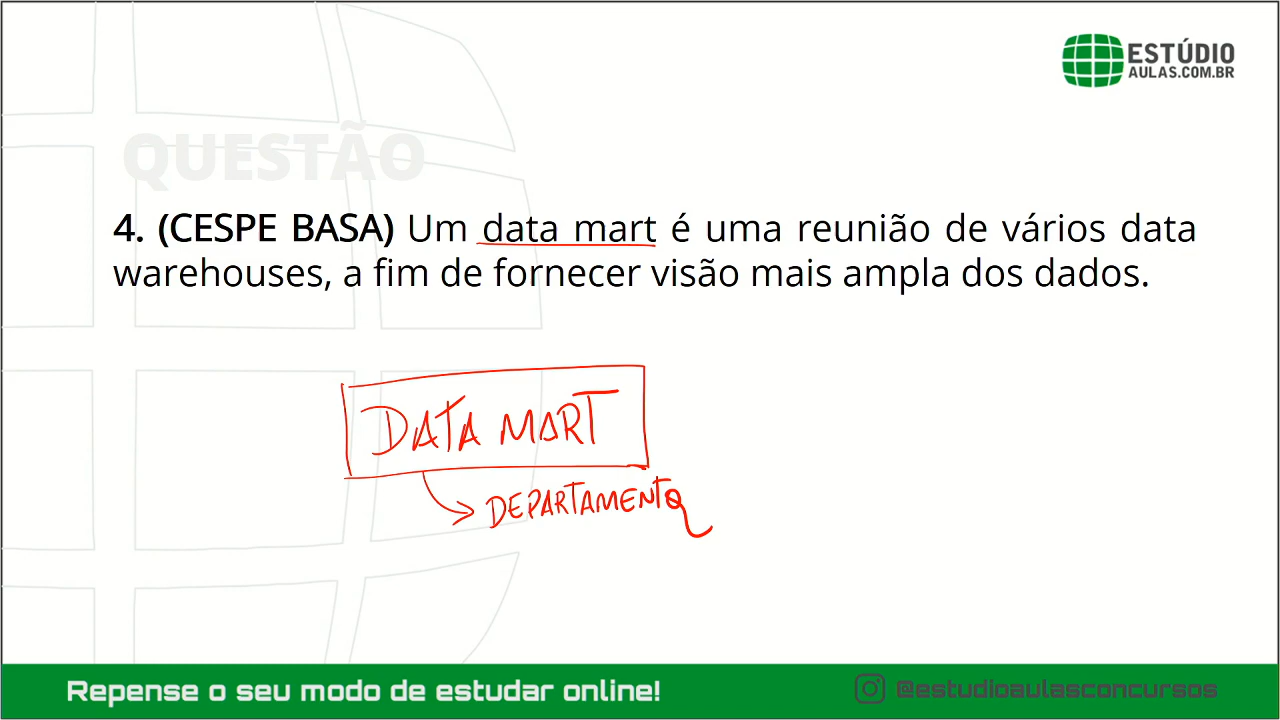 ESTÚDIO
AULAS.COM.BR
QUESTÃO
4. (CESPE BASA) Um data mart é uma reunião de vários data
warehouses, a fim de fornecer visão mais ampla dos dados.
DATA MART
DEPARTAMENTO
Repense o seu modo de estudar online!
@estudioaulasconcursos